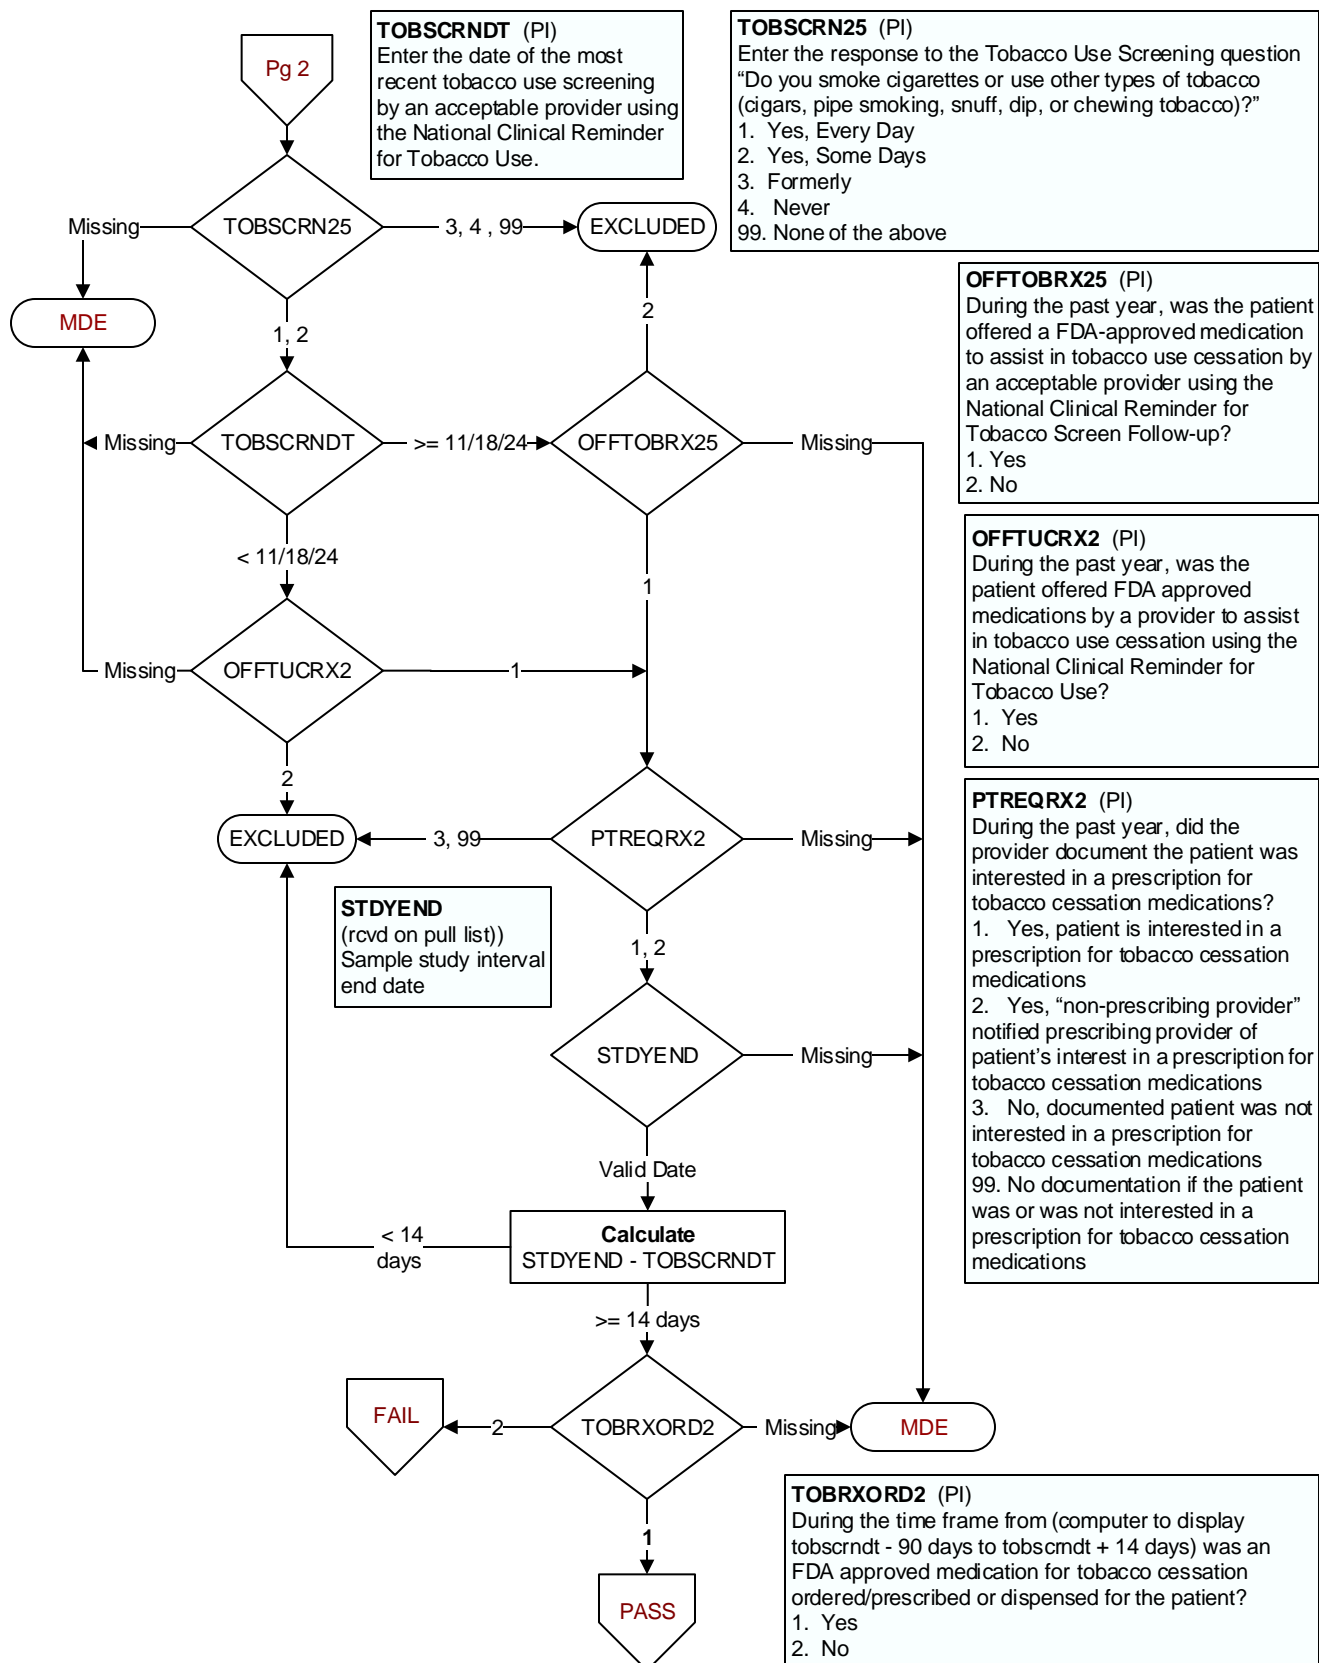 Pg 2
TOBSCRNDT (PI)
Enter the date of the most
recent tobacco use screening
by an acceptable provider using
the National Clinical Reminder
for Tobacco Use.
TOBSCRN25 (PI)
Enter the response to the Tobacco Use Screening question
“Do you smoke cigarettes or use other types of tobacco
(cigars, pipe smoking, snuff, dip, or chewing tobacco)?”
1. Yes, Every Day
2. Yes, Some Days
3. Formerly
4. Never
99. None of the above
Missing
TOBSCRN25
3, 4 , 99
EXCLUDED
MDE
1, 2
2
OFFTOBRX25 (PI)
During the past year, was the patient
offered a FDA-approved medication
to assist in tobacco use cessation by
an acceptable provider using the
National Clinical Reminder for
Tobacco Screen Follow-up?
1. Yes
2. No
Missing
TOBSCRNDT
>= 11/18/24
OFFTOBRX25
Missing
< 11/18/24
1
OFFTUCRX2 (PI)
During the past year, was the
patient offered FDA approved
medications by a provider to assist
in tobacco use cessation using the
National Clinical Reminder for
Tobacco Use?
1. Yes
2. No
Missing
OFFTUCRX2
1
2
EXCLUDED
3, 99
PTREQRX2
Missing
PTREQRX2 (PI)
During the past year, did the
provider document the patient was
interested in a prescription for
tobacco cessation medications?
1. Yes, patient is interested in a
prescription for tobacco cessation
medications
2. Yes, “non-prescribing provider”
notified prescribing provider of
patient’s interest in a prescription for
tobacco cessation medications
3. No, documented patient was not
interested in a prescription for
tobacco cessation medications
99. No documentation if the patient
was or was not interested in a
prescription for tobacco cessation
medications
STDYEND
(rcvd on pull list))
Sample study interval
end date
1, 2
STDYEND
Missing
Valid Date
< 14
days
Calculate
STDYEND - TOBSCRNDT
>= 14 days
FAIL
2
TOBRXORD2
Missing
MDE
1
PASS
TOBRXORD2 (PI)
During the time frame from (computer to display
tobscrndt - 90 days to tobscrndt + 14 days) was an
FDA approved medication for tobacco cessation
ordered/prescribed or dispensed for the patient?
1. Yes
2. No